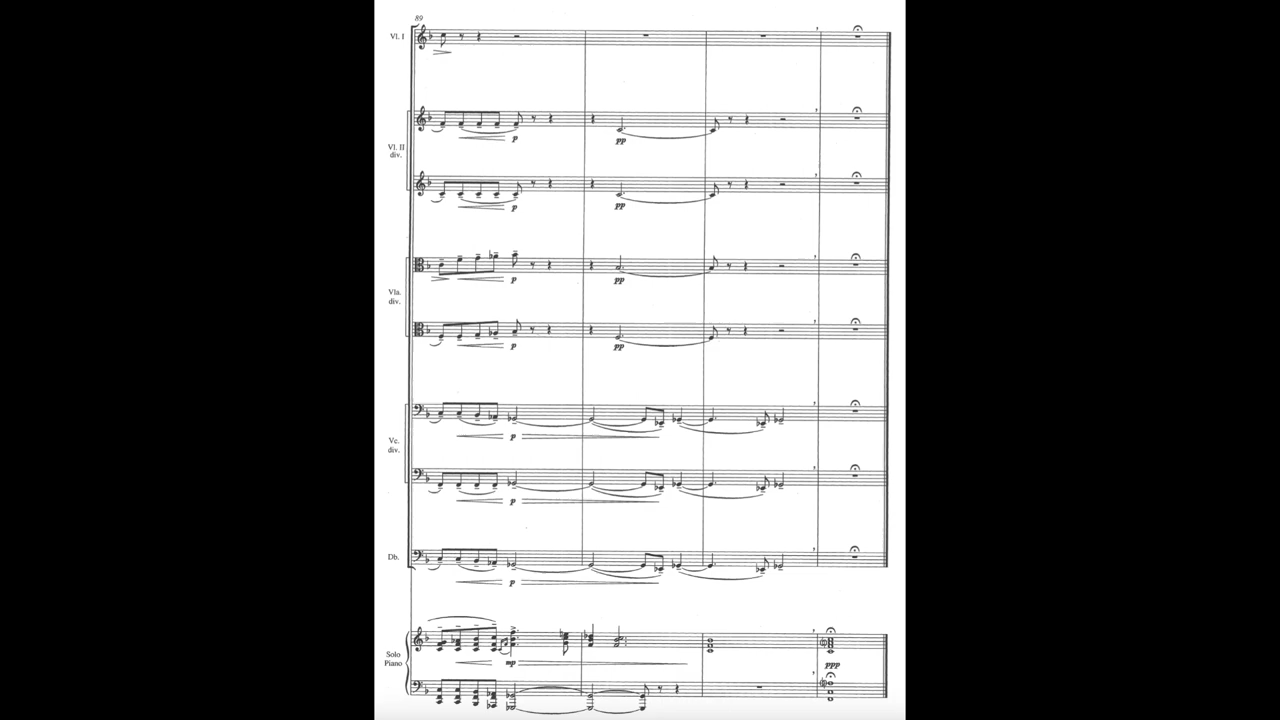 89
Vl. I
p
pp
Vl. II
div.
p
pp
p
pp
Vla.
div.
p
pp
p
Vc.
div.
p
Db.
p
Solo
Piano
mp
ppp